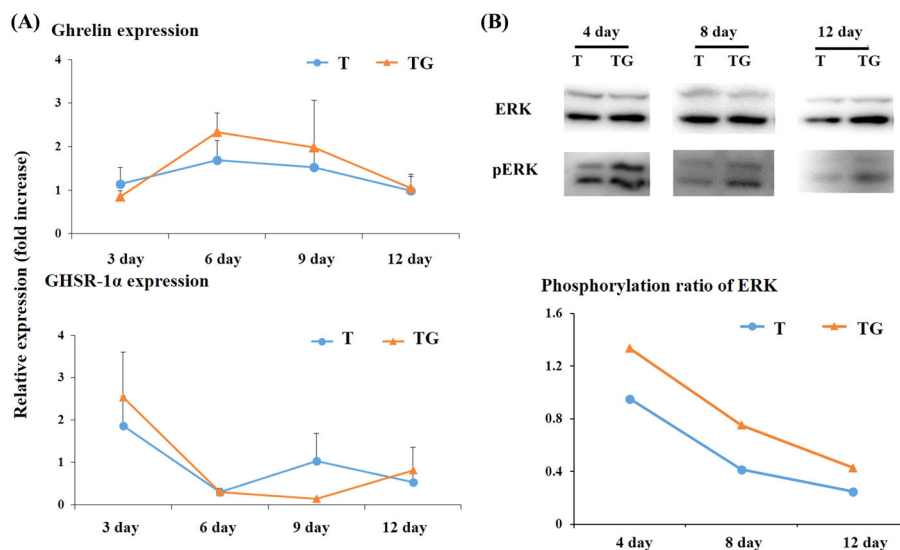 (A)
Ghrelin expression
T TG
4
3
2
1
0
3 day 6 day 9 day 12 day
GHSR-1α expression
T TG
4
3
2
1
0
3 day 6 day 9 day 12 day
Relative expression (fold increase)
(B)
4 day 8 day 12 day
T TG T TG T TG
ERK
pERK
Phosphorylation ratio of ERK
T TG
1.6
1.2
0.8
0.4
0
4 day 8 day 12 day